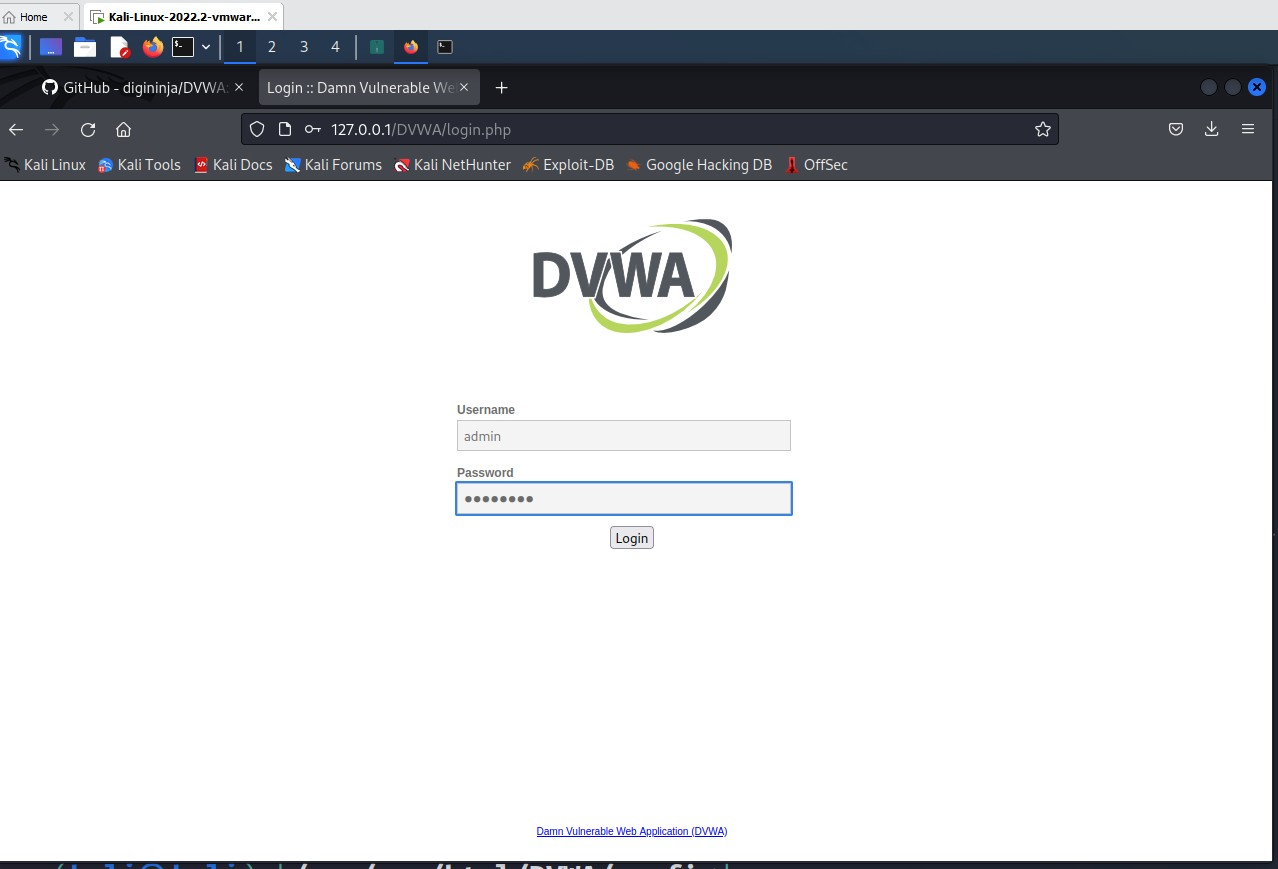 Home
Kali-Linux-2022.2-vmwar...
1 2 3 4
GitHub - digininja/DVWA:
Login :: Damn Vulnerable We
127.0.0.1/DVWA/login.php
Kali Linux Kali Tools Kali Docs Kali Forums Kali NetHunter Exploit-DB Google Hacking DB OffSec
DVWA
Username
admin
Password
••••••••
Login
Damn Vulnerable Web Application (DVWA)